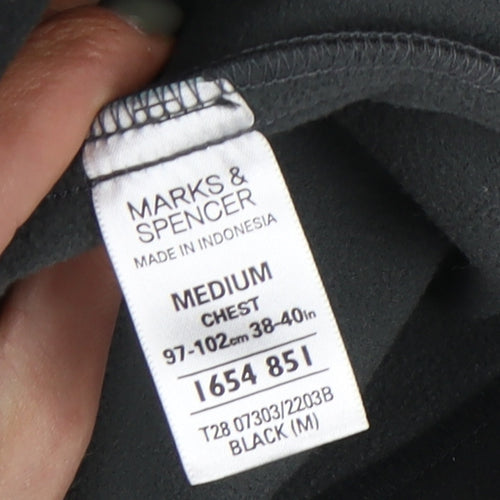 MARKS &
SPENCER
MADE IN INDONESIA
MEDIUM
CHEST
97-102cm 38-40in
1654 851
T28 07303/2203B
BLACK (M)